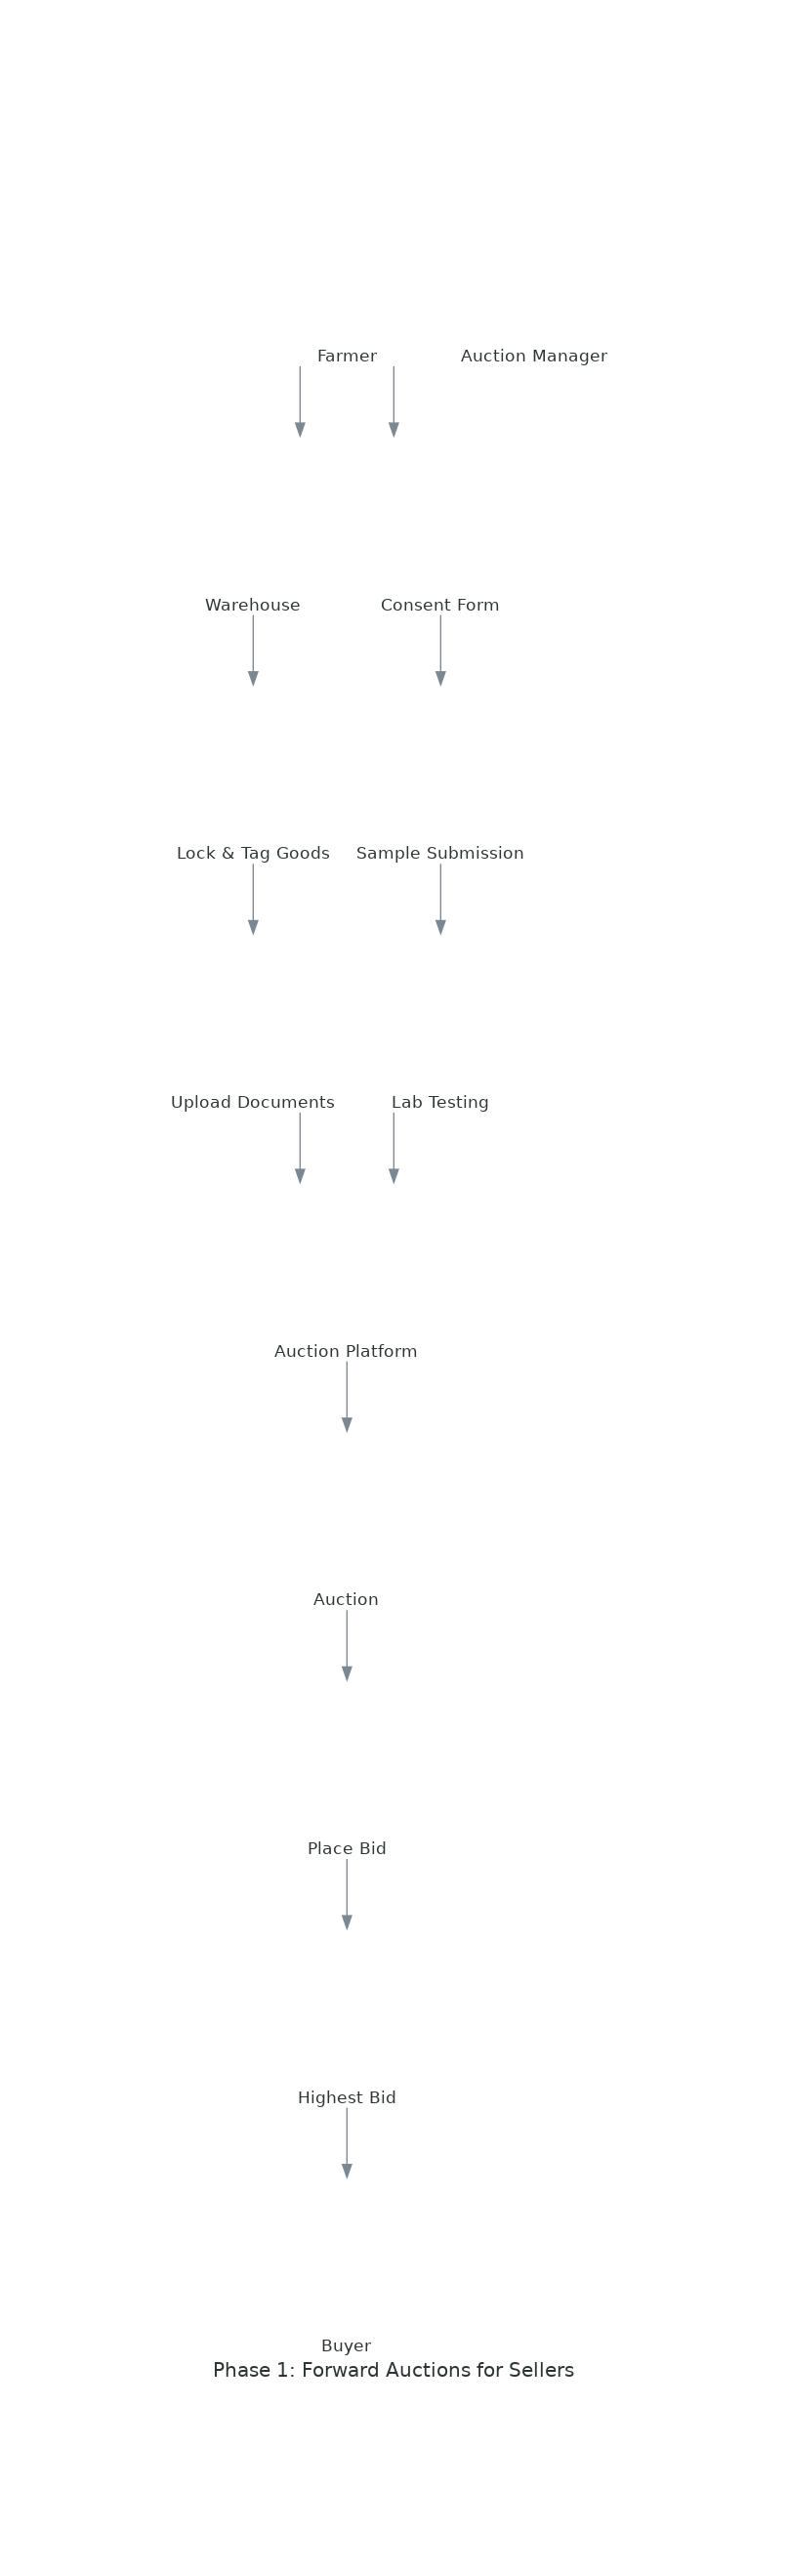 Farmer
Auction Manager
Warehouse
Consent Form
Lock & Tag Goods
Sample Submission
Upload Documents
Lab Testing
Auction Platform
Auction
Place Bid
Highest Bid
Buyer
Phase 1: Forward Auctions for Sellers